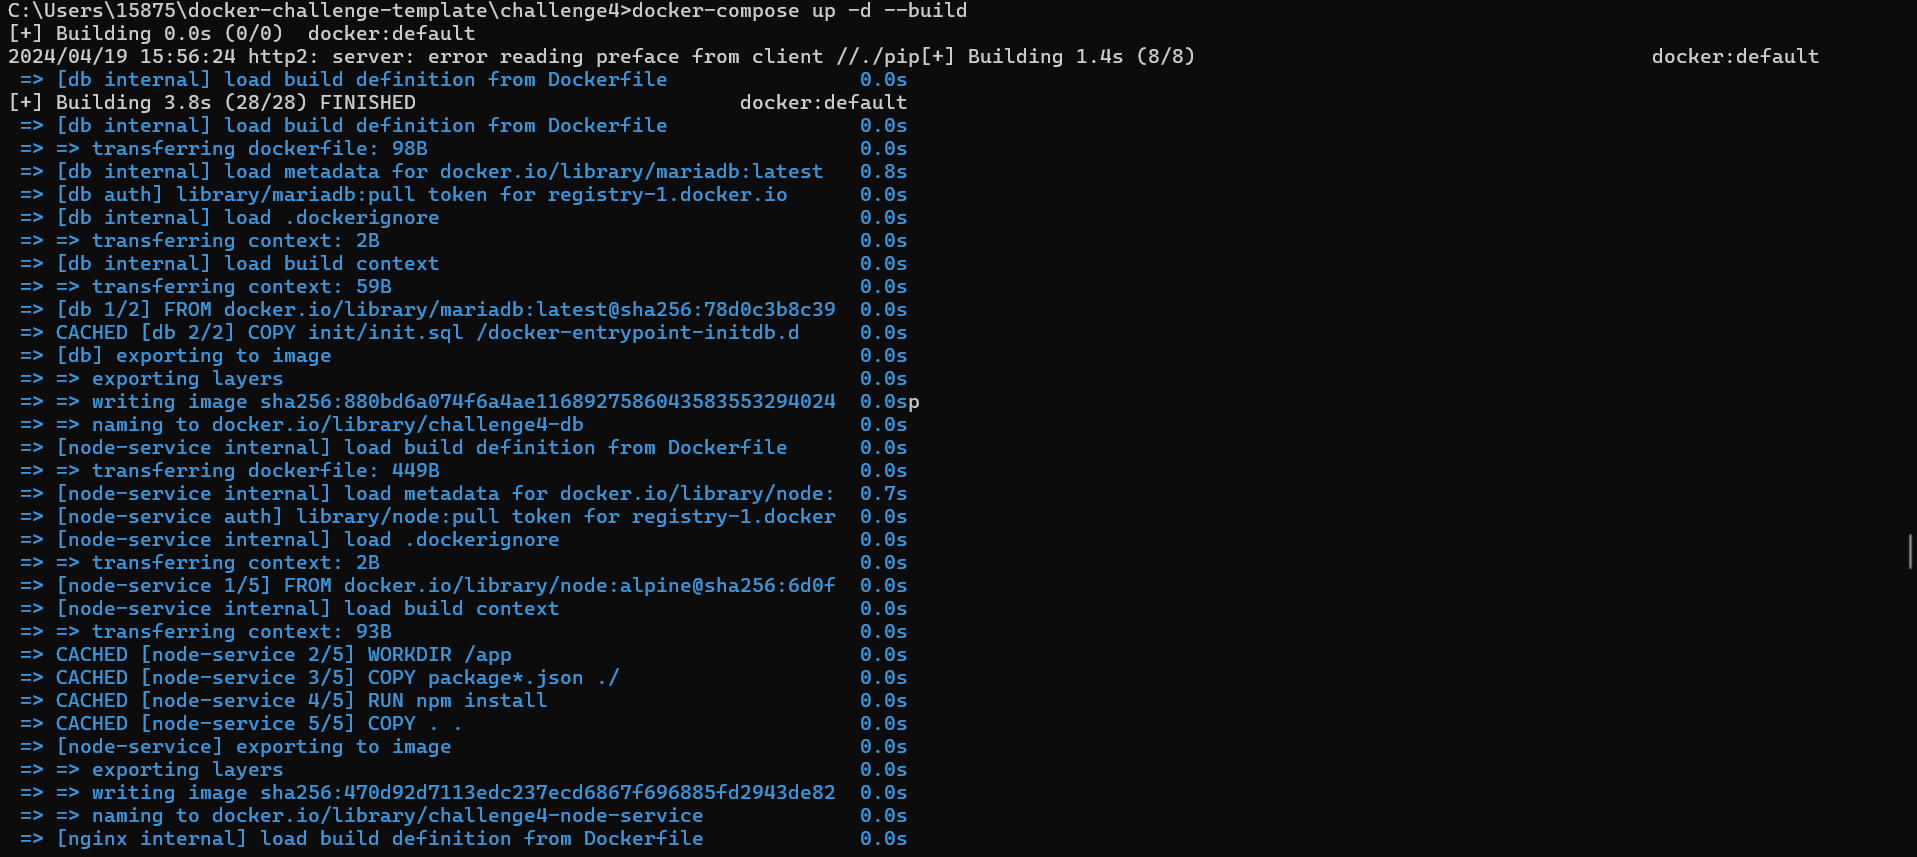 C:\Users\15875\docker-challenge-template\challenge4>docker-compose up -d --build
[+] Building 0.0s (0/0)  docker:default
2024/04/19 15:56:24 http2: server: error reading preface from client //./pip[+] Building 1.4s (8/8)                                      docker:default
 => [db internal] load build definition from Dockerfile                0.0s
[+] Building 3.8s (28/28) FINISHED                           docker:default
 => [db internal] load build definition from Dockerfile                0.0s
 => => transferring dockerfile: 98B                                    0.0s
 => [db internal] load metadata for docker.io/library/mariadb:latest   0.8s
 => [db auth] library/mariadb:pull token for registry-1.docker.io      0.0s
 => [db internal] load .dockerignore                                   0.0s
 => => transferring context: 2B                                        0.0s
 => [db internal] load build context                                   0.0s
 => => transferring context: 59B                                       0.0s
 => [db 1/2] FROM docker.io/library/mariadb:latest@sha256:78d0c3b8c39  0.0s
 => CACHED [db 2/2] COPY init/init.sql /docker-entrypoint-initdb.d     0.0s
 => [db] exporting to image                                            0.0s
 => => exporting layers                                                0.0s
 => => writing image sha256:880bd6a074f6a4ae11689275860435835​53294024  0.0sp
 => => naming to docker.io/library/challenge4-db                       0.0s
 => [node-service internal] load build definition from Dockerfile      0.0s
 => => transferring dockerfile: 449B                                   0.0s
 => [node-service internal] load metadata for docker.io/library/node:  0.7s
 => [node-service auth] library/node:pull token for registry-1.docker  0.0s
 => [node-service internal] load .dockerignore                         0.0s
 => => transferring context: 2B                                        0.0s
 => [node-service 1/5] FROM docker.io/library/node:alpine@sha256:6d0f  0.0s
 => [node-service internal] load build context                         0.0s
 => => transferring context: 93B                                       0.0s
 => CACHED [node-service 2/5] WORKDIR /app                             0.0s
 => CACHED [node-service 3/5] COPY package*.json ./                    0.0s
 => CACHED [node-service 4/5] RUN npm install                          0.0s
 => CACHED [node-service 5/5] COPY . .                                 0.0s
 => [node-service] exporting to image                                  0.0s
 => => exporting layers                                                0.0s
 => => writing image sha256:470d92d7113edc237ecd6867f696885fd2943de82  0.0s
 => => naming to docker.io/library/challenge4-node-service             0.0s
 => [nginx internal] load build definition from Dockerfile             0.0s